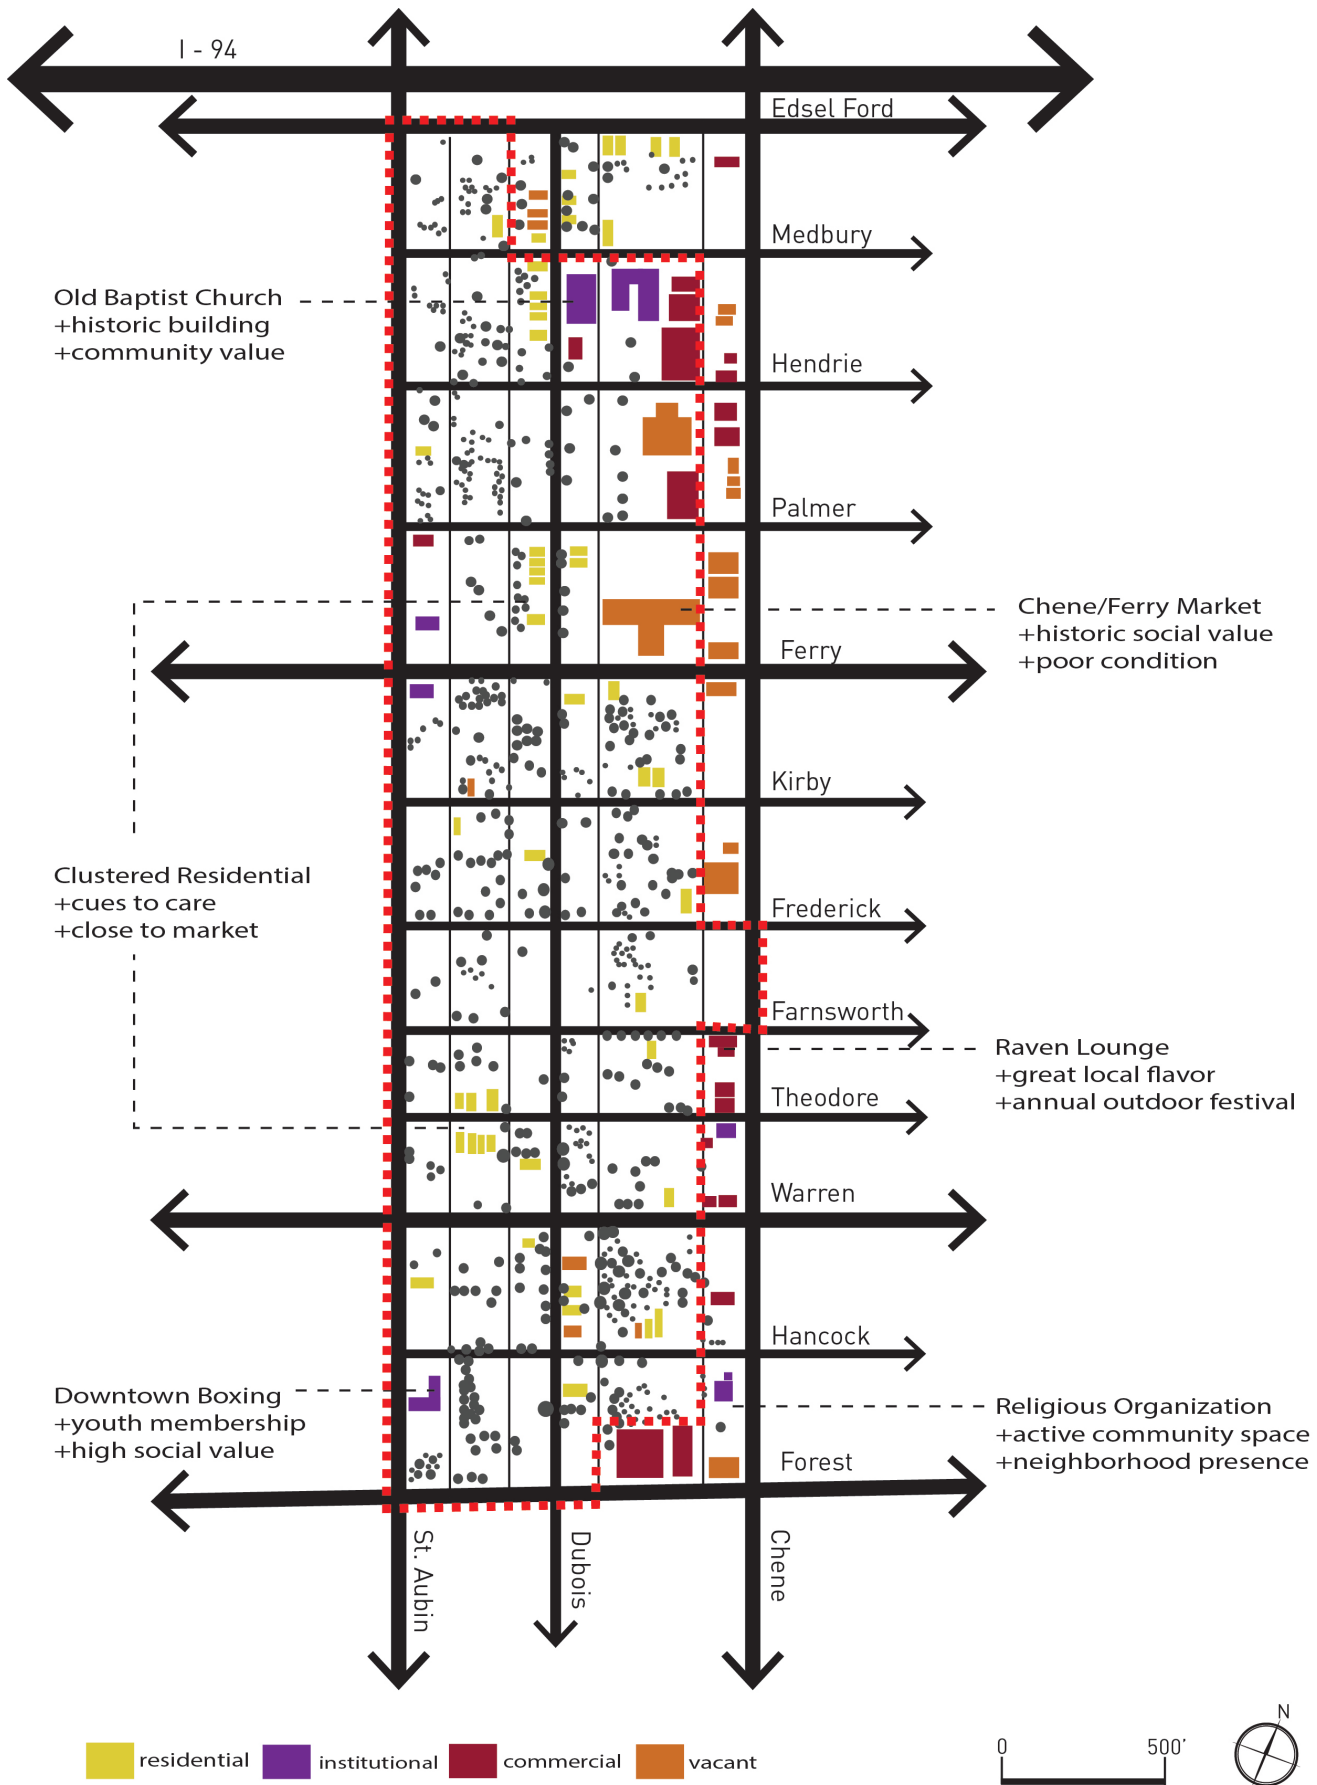 I - 94
Edsel Ford
Medbury
Old Baptist Church
+historic building
+community value
Hendrie
Palmer
Chene/Ferry Market
+historic social value
+poor condition
Ferry
Kirby
Clustered Residential
+cues to care
+close to market
Frederick
Farnsworth
Raven Lounge
+great local flavor
+annual outdoor festival
Theodore
Warren
Hancock
Downtown Boxing
+youth membership
+high social value
Religious Organization
+active community space
+neighborhood presence
Forest
St. Aubin
Dubois
Chene
residential
institutional
commercial
vacant
0
500'
N